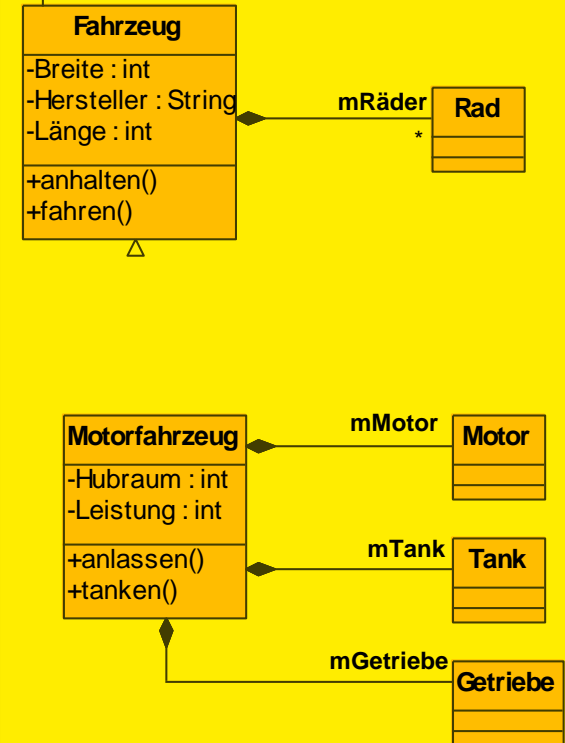 Fahrzeug
-Breite : int
-Hersteller : String
-Länge : int
+anhalten()
+fahren()
mRäder
*
Rad
Motorfahrzeug
-Hubraum : int
-Leistung : int
+anlassen()
+tanken()
mMotor
Motor
mTank
Tank
mGetriebe
Getriebe